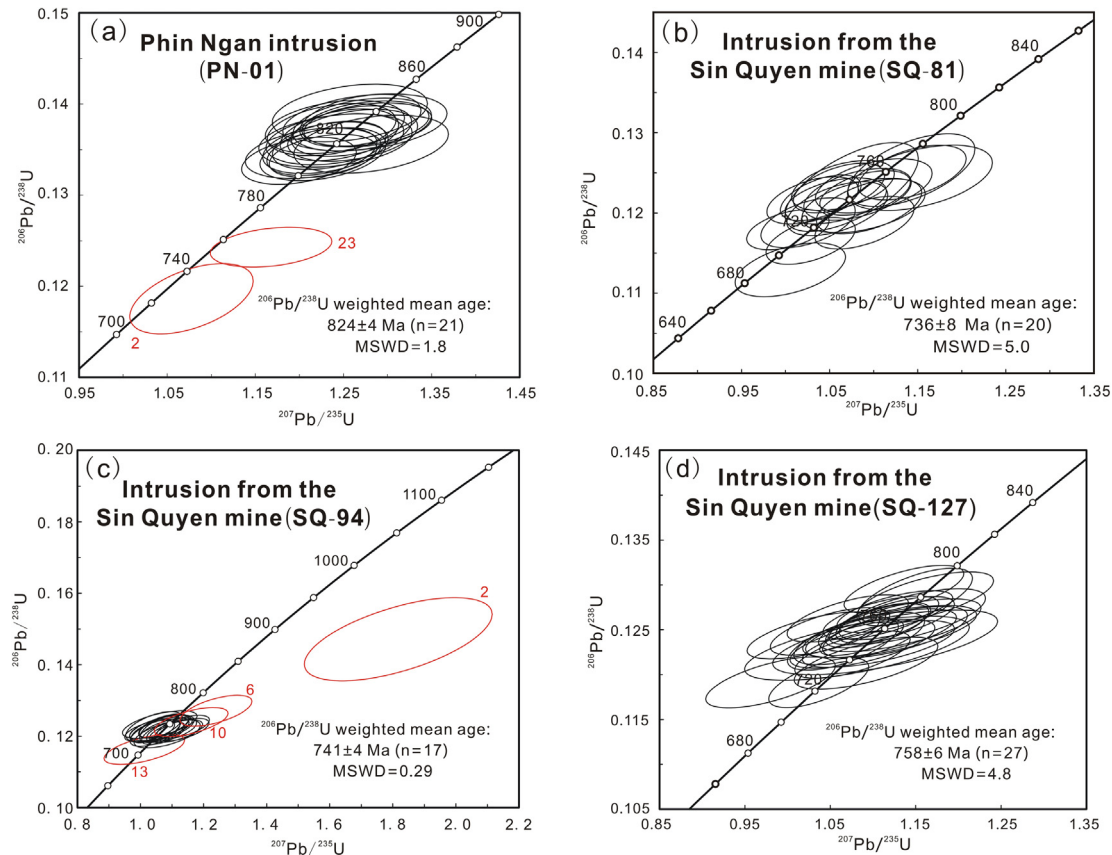 (a)
Phin Ngan intrusion
(PN-01)
0.15
0.14
0.13
0.12
0.11
²⁰⁶Pb/²³⁸U
900
860
820
780
740
700
23
2
²⁰⁶Pb/²³⁸U weighted mean age:
824±4 Ma (n=21)
MSWD=1.8
0.95 1.05 1.15 1.25 1.35 1.45
²⁰⁷Pb/²³⁵U
(b)
Intrusion from the
Sin Quyen mine(SQ-81)
0.14
0.13
0.12
0.11
0.10
²⁰⁶Pb/²³⁸U
840
800
760
720
680
640
²⁰⁶Pb/²³⁸U weighted mean age:
736±8 Ma (n=20)
MSWD=5.0
0.85 0.95 1.05 1.15 1.25 1.35
²⁰⁷Pb/²³⁵U
(c)
Intrusion from the
Sin Quyen mine(SQ-94)
0.20
0.18
0.16
0.14
0.12
0.10
²⁰⁶Pb/²³⁸U
1100
1000
900
800
700
2
6
10
13
²⁰⁶Pb/²³⁸U weighted mean age:
741±4 Ma (n=17)
MSWD=0.29
0.8 1.0 1.2 1.4 1.6 1.8 2.0 2.2
²⁰⁷Pb/²³⁵U
(d)
Intrusion from the
Sin Quyen mine(SQ-127)
0.145
0.135
0.125
0.115
0.105
²⁰⁶Pb/²³⁸U
840
800
760
720
680
²⁰⁶Pb/²³⁸U weighted mean age:
758±6 Ma (n=27)
MSWD=4.8
0.85 0.95 1.05 1.15 1.25 1.35
²⁰⁷Pb/²³⁵U